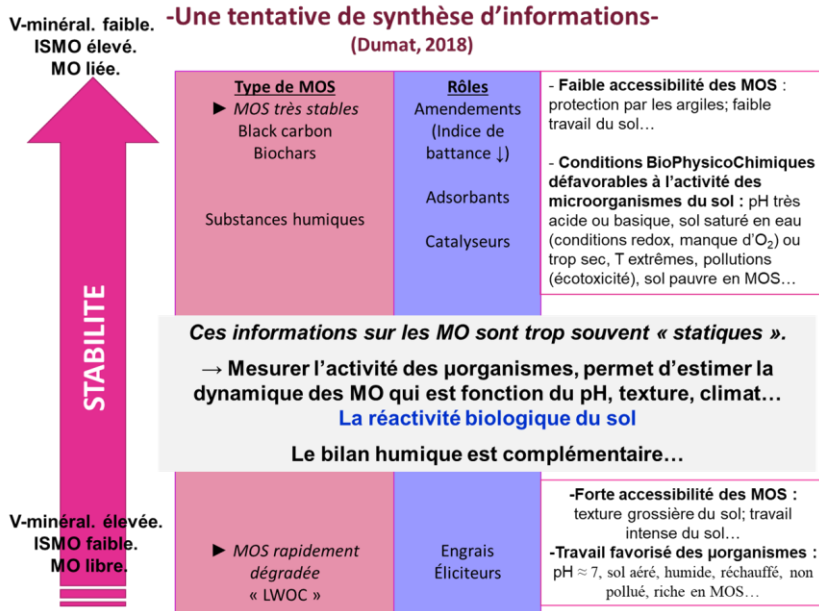 -Une tentative de synthèse d'informations-
(Dumat, 2018)
V-minéral. faible.
ISMO élevé.
MO liée.
STABILITE
V-minéral. élevée.
ISMO faible.
MO libre.
Type de MOS
► MOS très stables
Black carbon
Biochars
Substances humiques
Rôles
Amendements
(Indice de
battance ↓)
Adsorbants
Catalyseurs
- Faible accessibilité des MOS :
protection par les argiles; faible
travail du sol…
- Conditions BioPhysicoChimiques
défavorables à l'activité des
microorganismes du sol : pH très
acide ou basique, sol saturé en eau
(conditions redox, manque d'O₂) ou
trop sec, T extrêmes, pollutions
(écotoxicité), sol pauvre en MOS…
Ces informations sur les MO sont trop souvent « statiques ».
→ Mesurer l'activité des µorganismes, permet d'estimer la
dynamique des MO qui est fonction du pH, texture, climat…
La réactivité biologique du sol
Le bilan humique est complémentaire…
► MOS rapidement
dégradée
« LWOC »
Engrais
Éliciteurs
-Forte accessibilité des MOS :
texture grossière du sol; travail
intense du sol…
-Travail favorisé des µorganismes :
pH ≈ 7, sol aéré, humide, réchauffé, non
pollué, riche en MOS…